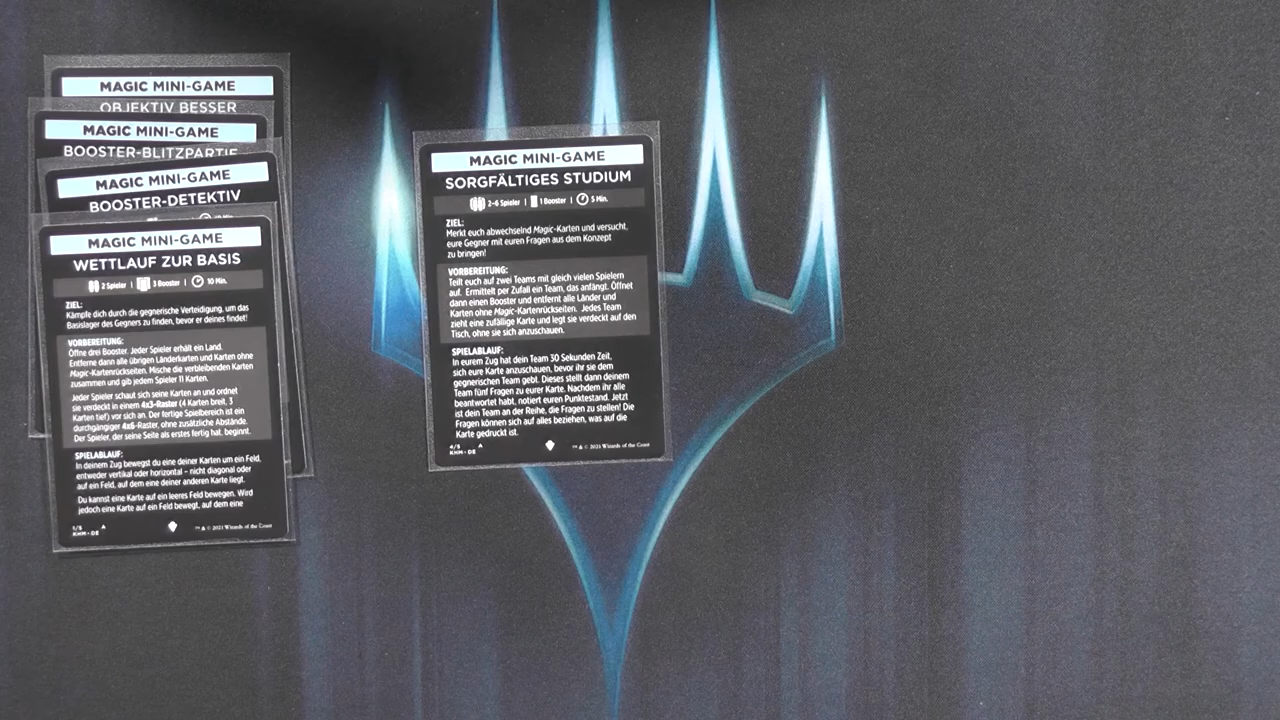 MAGIC MINI-GAME
OBJEKTIV BESSER
MAGIC MINI-GAME
BOOSTER-BLITZPARTIE
MAGIC MINI-GAME
BOOSTER-DETEKTIV
MAGIC MINI-GAME
WETTLAUF ZUR BASIS
2 Spieler | 3 Booster | 10 Min.
ZIEL:
Kämpfe dich durch die gegnerische Verteidigung, um das
Basislager des Gegners zu finden, bevor er deines findet!
VORBEREITUNG:
Öffne drei Booster. Jeder Spieler erhält ein Land.
Entferne dann alle übrigen Länderkarten und Karten ohne
Magic-Kartenrückseiten. Mische die verbleibenden Karten
zusammen und gib jedem Spieler 11 Karten.
Jeder Spieler schaut sich seine Karten an und ordnet
sie verdeckt in einem 4x3-Raster (4 Karten breit, 3
Karten tief) vor sich an. Der fertige Spielbereich ist ein
durchgängiger 4x6-Raster, ohne zusätzliche Abstände.
Der Spieler, der seine Seite als erstes fertig hat, beginnt.
SPIELABLAUF:
In deinem Zug bewegst du eine deiner Karten um ein Feld,
entweder vertikal oder horizontal – nicht diagonal oder
auf ein Feld, auf dem eine deiner anderen Karte liegt.
Du kannst eine Karte auf ein leeres Feld bewegen. Wird
jedoch eine Karte auf ein Feld bewegt, auf dem eine
1/5 A
KHM • DE
™ & © 2021 Wizards of the Coast
MAGIC MINI-GAME
SORGFÄLTIGES STUDIUM
2-6 Spieler | 1 Booster | 5 Min.
ZIEL:
Merkt euch abwechselnd Magic-Karten und versucht,
eure Gegner mit euren Fragen aus dem Konzept
zu bringen!
VORBEREITUNG:
Teilt euch auf zwei Teams mit gleich vielen Spielern
auf. Ermittelt per Zufall ein Team, das anfängt. Öffnet
dann einen Booster und entfernt alle Länder und
Karten ohne Magic-Kartenrückseiten. Jedes Team
zieht eine zufällige Karte und legt sie verdeckt auf den
Tisch, ohne sie sich anzuschauen.
SPIELABLAUF:
In eurem Zug hat dein Team 30 Sekunden Zeit,
sich eure Karte anzuschauen, bevor ihr sie dem
gegnerischen Team gebt. Dieses stellt dann deinem
Team fünf Fragen zu eurer Karte. Nachdem ihr alle
beantwortet habt, notiert euren Punktestand. Jetzt
ist dein Team an der Reihe, die Fragen zu stellen! Die
Fragen können sich auf alles beziehen, was auf die
Karte gedruckt ist.
4/5 A
KHM • DE
™ & © 2021 Wizards of the Coast